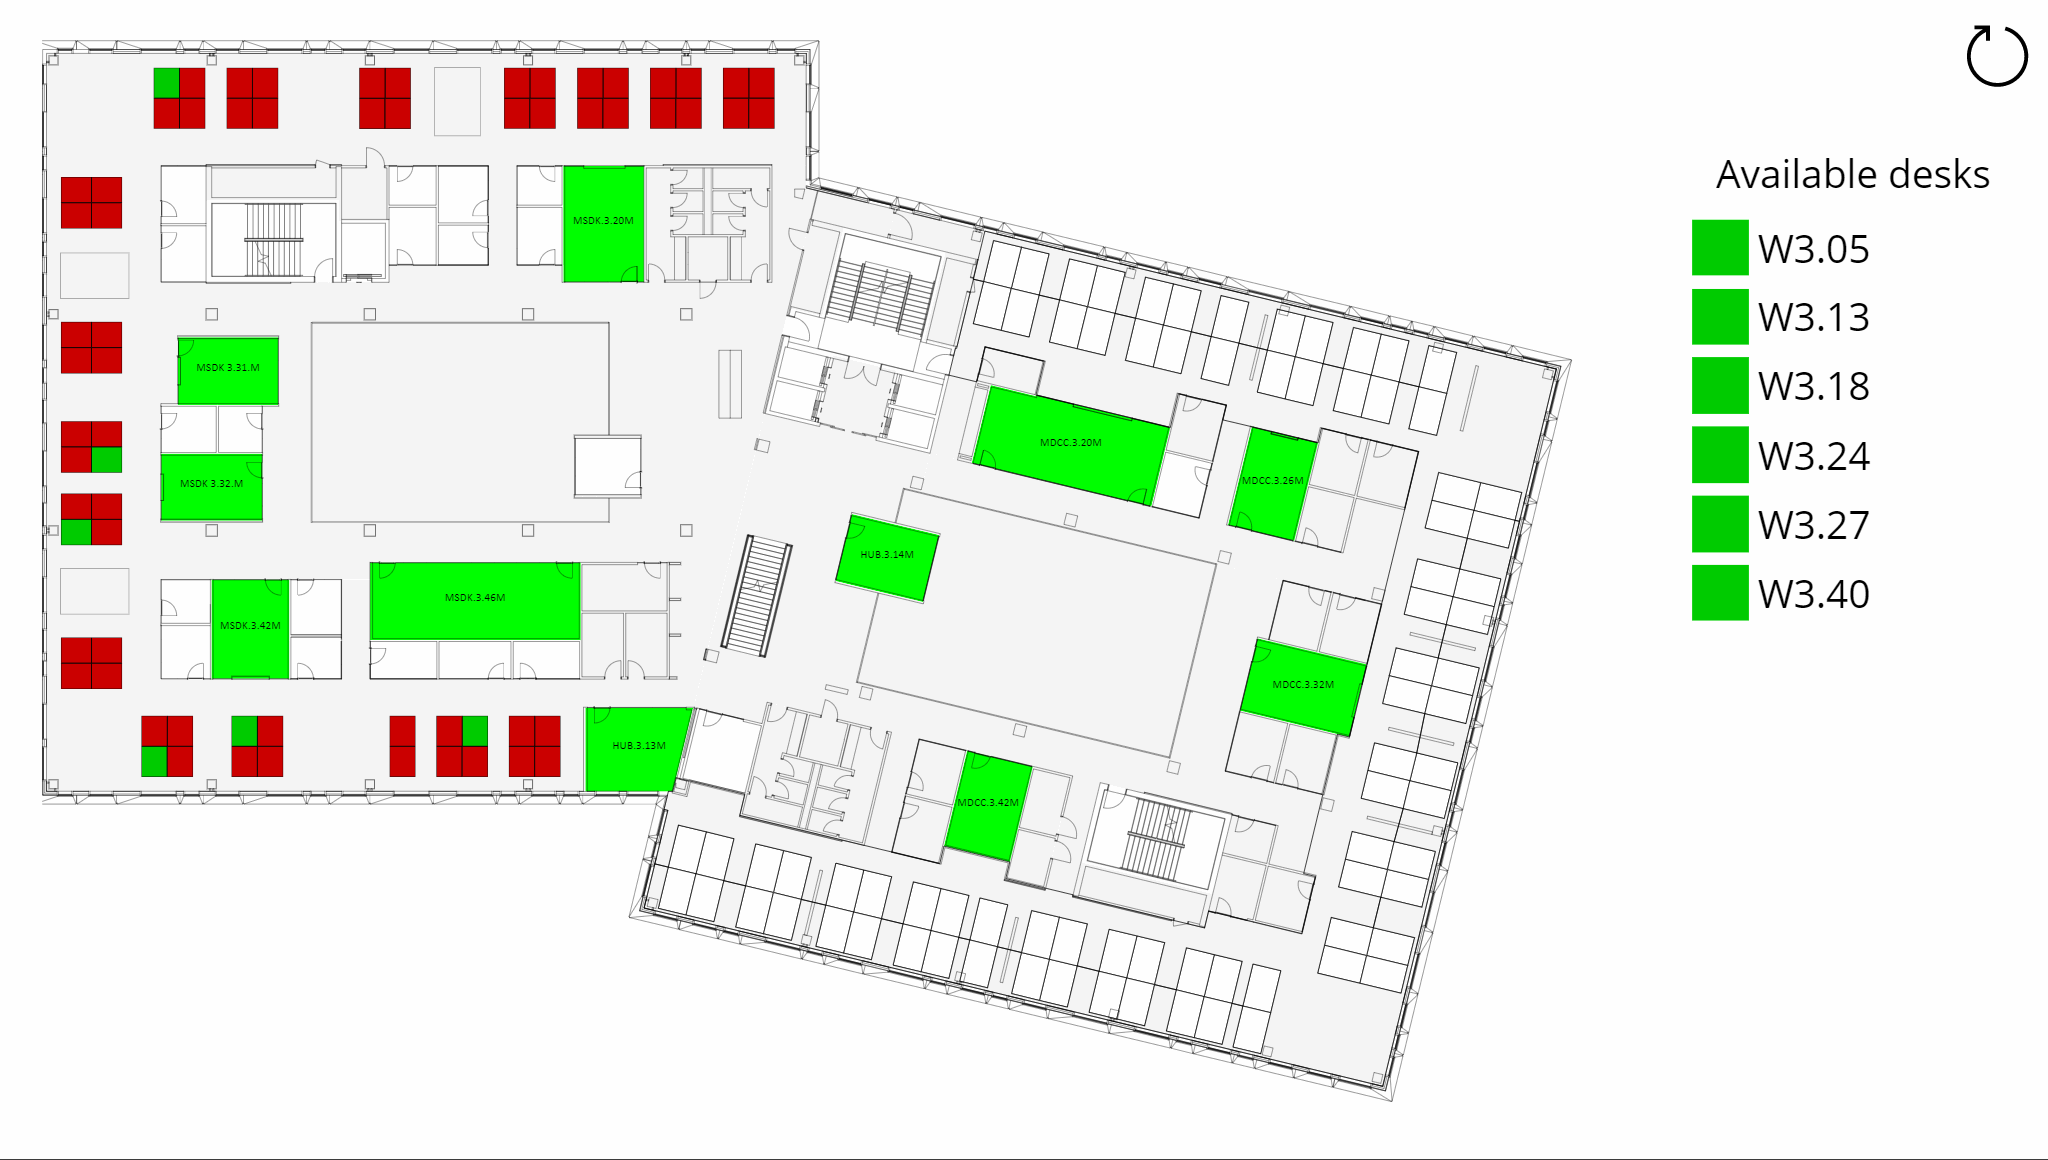 Available desks
W3.05
W3.13
W3.18
W3.24
W3.27
W3.40
MSDK.3.20M
MSDK 3.31.M
MSDK 3.32.M
MSDK.3.42M
MSDK.3.46M
HUB.3.13M
HUB.3.14M
MDCC.3.20M
MDCC.3.26M
MDCC.3.32M
MDCC.3.42M